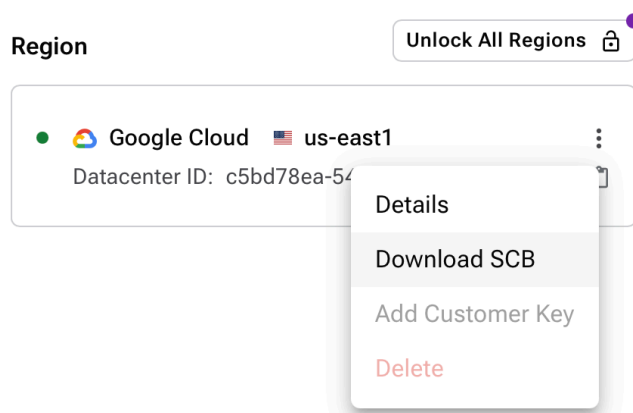 Region
Unlock All Regions
Google Cloud us-east1
Datacenter ID: c5bd78ea-54
Details
Download SCB
Add Customer Key
Delete